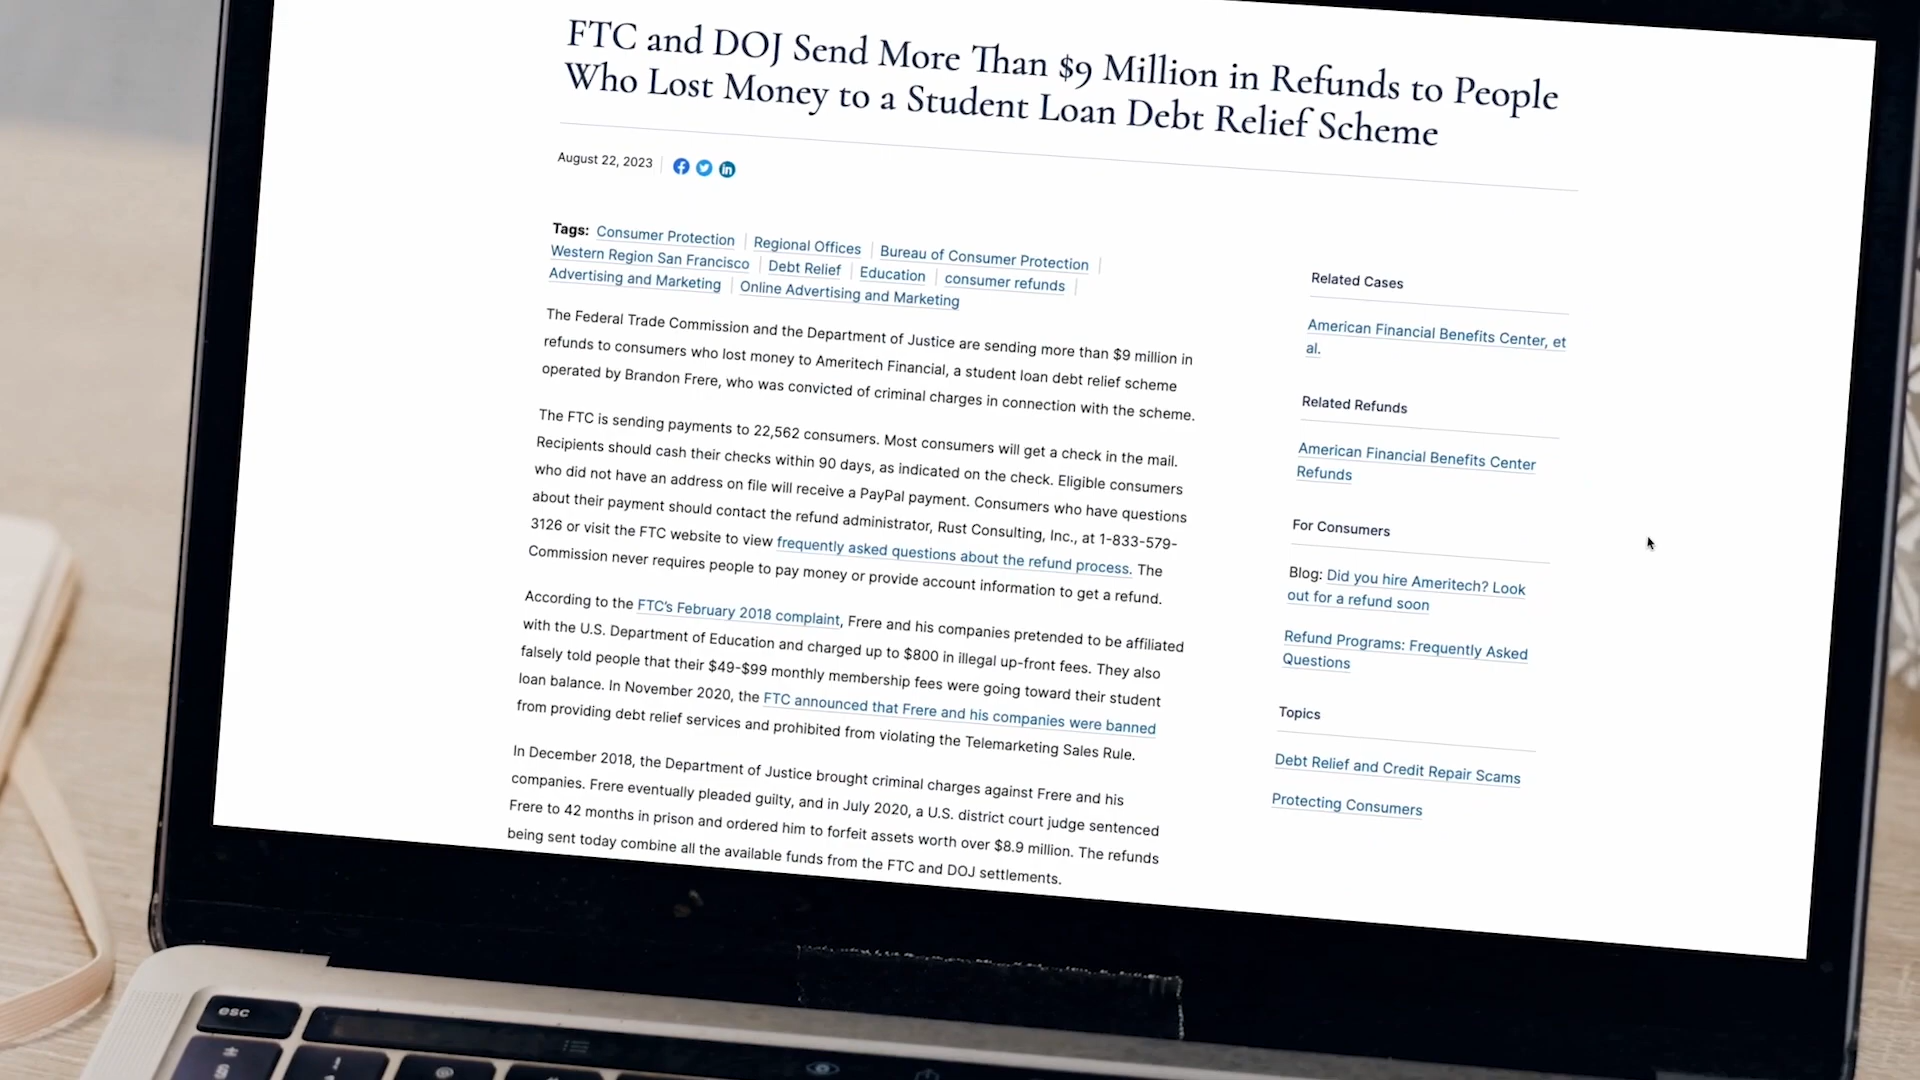 FTC and DOJ Send More Than $9 Million in Refunds to People
Who Lost Money to a Student Loan Debt Relief Scheme
August 22, 2023
Tags: Consumer Protection | Regional Offices | Bureau of Consumer Protection |
Western Region San Francisco | Debt Relief | Education | consumer refunds |
Advertising and Marketing | Online Advertising and Marketing
The Federal Trade Commission and the Department of Justice are sending more than $9 million in
refunds to consumers who lost money to Ameritech Financial, a student loan debt relief scheme
operated by Brandon Frere, who was convicted of criminal charges in connection with the scheme.
The FTC is sending payments to 22,562 consumers. Most consumers will get a check in the mail.
Recipients should cash their checks within 90 days, as indicated on the check. Eligible consumers
who did not have an address on file will receive a PayPal payment. Consumers who have questions
about their payment should contact the refund administrator, Rust Consulting, Inc., at 1-833-579-
3126 or visit the FTC website to view frequently asked questions about the refund process. The
Commission never requires people to pay money or provide account information to get a refund.
According to the FTC's February 2018 complaint, Frere and his companies pretended to be affiliated
with the U.S. Department of Education and charged up to $800 in illegal up-front fees. They also
falsely told people that their $49-$99 monthly membership fees were going toward their student
loan balance. In November 2020, the FTC announced that Frere and his companies were banned
from providing debt relief services and prohibited from violating the Telemarketing Sales Rule.
In December 2018, the Department of Justice brought criminal charges against Frere and his
companies. Frere eventually pleaded guilty, and in July 2020, a U.S. district court judge sentenced
Frere to 42 months in prison and ordered him to forfeit assets worth over $8.9 million. The refunds
being sent today combine all the available funds from the FTC and DOJ settlements.
Related Cases
American Financial Benefits Center, et
al.
Related Refunds
American Financial Benefits Center
Refunds
For Consumers
Blog: Did you hire Ameritech? Look
out for a refund soon
Refund Programs: Frequently Asked
Questions
Topics
Debt Relief and Credit Repair Scams
Protecting Consumers
esc